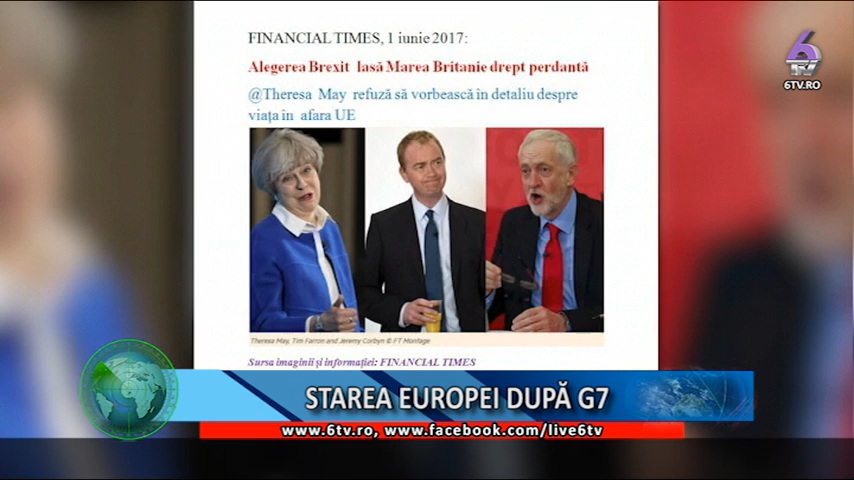 FINANCIAL TIMES, 1 iunie 2017:
Alegerea Brexit lasă Marea Britanie drept perdantă
@Theresa May refuză să vorbească în detaliu despre
viața în afara UE
Theresa May, Tim Farron and Jeremy Corbyn © FT Montage
Sursa imaginii și informației: FINANCIAL TIMES
6
TV
6TV.RO
STAREA EUROPEI DUPĂ G7
www.6tv.ro, www.facebook.com/live6tv